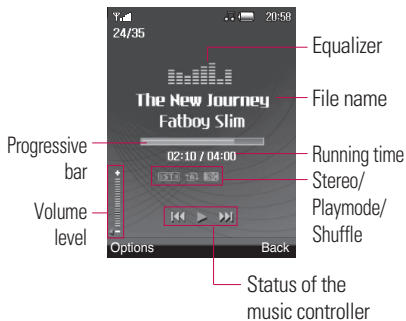 20:58
24/35
Equalizer
The New Journey
File name
Fatboy Slim
Progressive
bar
02:10 / 04:00
Running time
Stereo/
Playmode/
Shuffle
Volume
level
Options
Back
Status of the
music controller